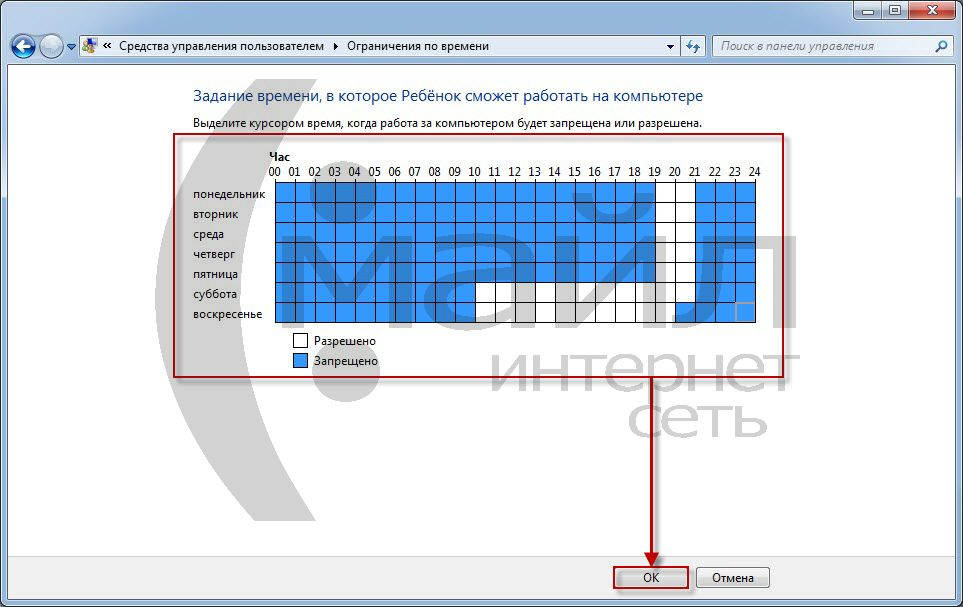 « Средства управления пользователем ▸ Ограничения по времени
Поиск в панели управления
Задание времени, в которое Ребёнок сможет работать на компьютере
Выделите курсором время, когда работа за компьютером будет запрещена или разрешена.
Час
00 01 02 03 04 05 06 07 08 09 10 11 12 13 14 15 16 17 18 19 20 21 22 23 24
понедельник
вторник
среда
четверг
пятница
суббота
воскресенье
Разрешено
Запрещено
майл
интернет
сеть
OK
Отмена